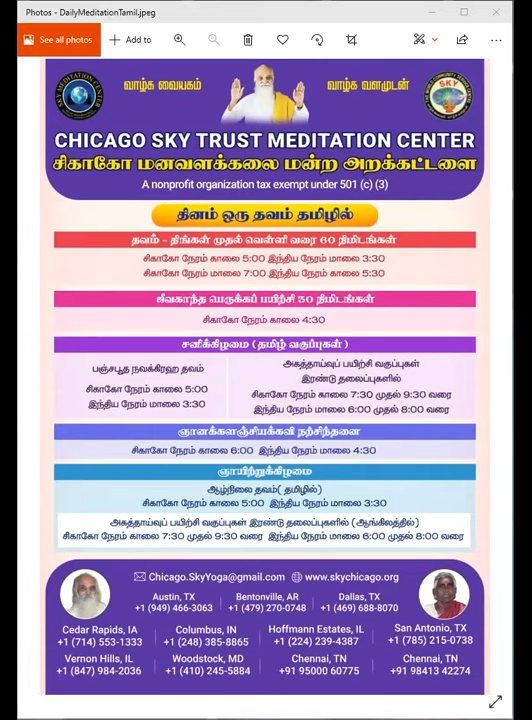 Photos - DailyMeditationTamil.jpeg
See all photos
Add to
வாழ்க வையகம்
வாழ்க வளமுடன்
SKY MEDITATION CENTER
SKY
CHICAGO SKY TRUST MEDITATION CENTER
சிகாகோ மனவளக்கலை மன்ற அறக்கட்டளை
A nonprofit organization tax exempt under 501 (c) (3)
தினம் ஒரு தவம் தமிழில்
தவம் - திங்கள் முதல் வெள்ளி வரை 60 நிமிடங்கள்
சிகாகோ நேரம் காலை 5:00 இந்திய நேரம் மாலை 3:30
சிகாகோ நேரம் மாலை 7:00 இந்திய நேரம் காலை 5:30
ஜீவகாந்த பெருக்கப் பயிற்சி 30 நிமிடங்கள்
சிகாகோ நேரம் காலை 4:30
சனிக்கிழமை (தமிழ் வகுப்புகள்)
பஞ்சபூத நவக்கிரஹ தவம்
சிகாகோ நேரம் காலை 5:00
இந்திய நேரம் மாலை 3:30
அகத்தாய்வுப் பயிற்சி வகுப்புகள்
இரண்டு தலைப்புகளில்
சிகாகோ நேரம் காலை 7:30 முதல் 9:30 வரை
இந்திய நேரம் மாலை 6:00 முதல் 8:00 வரை
ஞானக்களஞ்சியக்கவி நற்சிந்தனை
சிகாகோ நேரம் காலை 6:00 இந்திய நேரம் மாலை 4:30
ஞாயிற்றுக்கிழமை
ஆழ்நிலை தவம்( தமிழில்)
சிகாகோ நேரம் காலை 5:00 இந்திய நேரம் மாலை 3:30
அகத்தாய்வுப் பயிற்சி வகுப்புகள் இரண்டு தலைப்புகளில் (ஆங்கிலத்தில்)
சிகாகோ நேரம் காலை 7:30 முதல் 9:30 வரை இந்திய நேரம் மாலை 6:00 முதல் 8:00 வரை
Chicago.SkyYoga@gmail.com www.skychicago.org
Austin, TX
+1 (949) 466-3063
Bentonville, AR
+1 (479) 270-0748
Dallas, TX
+1 (469) 688-8070
Cedar Rapids, IA
+1 (714) 553-1333
Columbus, IN
+1 (248) 385-8865
Hoffmann Estates, IL
+1 (224) 239-4387
San Antonio, TX
+1 (785) 215-0738
Vernon Hills, IL
+1 (847) 984-2036
Woodstock, MD
+1 (410) 245-5884
Chennai, TN
+91 95000 60775
Chennai, TN
+91 98413 42274